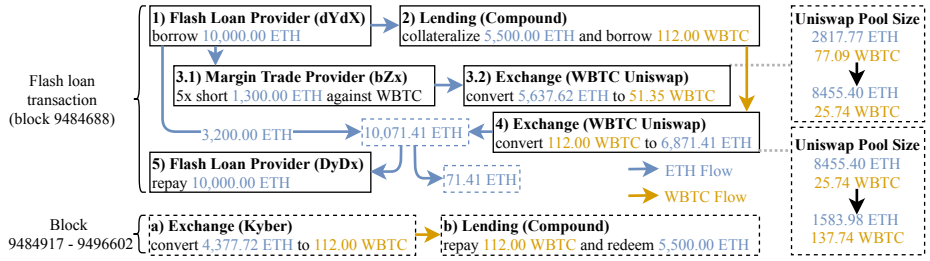 1) Flash Loan Provider (dYdX)
borrow 10,000.00 ETH
2) Lending (Compound)
collateralize 5,500.00 ETH and borrow 112.00 WBTC
Uniswap Pool Size
2817.77 ETH
77.09 WBTC
8455.40 ETH
25.74 WBTC
Flash loan
transaction
(block 9484688)
3.1) Margin Trade Provider (bZx)
5x short 1,300.00 ETH against WBTC
3.2) Exchange (WBTC Uniswap)
convert 5,637.62 ETH to 51.35 WBTC
3,200.00 ETH
10,071.41 ETH
4) Exchange (WBTC Uniswap)
convert 112.00 WBTC to 6,871.41 ETH
Uniswap Pool Size
8455.40 ETH
25.74 WBTC
1583.98 ETH
137.74 WBTC
5) Flash Loan Provider (DyDx)
repay 10,000.00 ETH
71.41 ETH
ETH Flow
WBTC Flow
Block
9484917 - 9496602
a) Exchange (Kyber)
convert 4,377.72 ETH to 112.00 WBTC
b) Lending (Compound)
repay 112.00 WBTC and redeem 5,500.00 ETH